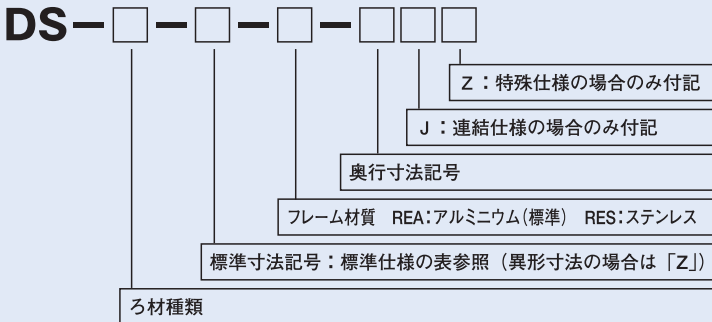 DS－□－□－□－□□□
Z：特殊仕様の場合のみ付記
J：連結仕様の場合のみ付記
奥行寸法記号
フレーム材質　REA：アルミニウム（標準）　RES：ステンレス
標準寸法記号：標準仕様の表参照（異形寸法の場合は「Z」）
ろ材種類